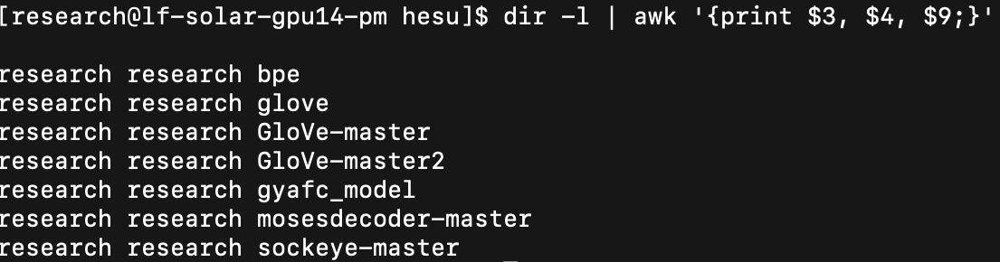 [research@lf-solar-gpu14-pm hesu]$ dir -l | awk '{print $3, $4, $9;}'
research research bpe
research research glove
research research GloVe-master
research research GloVe-master2
research research gyafc_model
research research mosesdecoder-master
research research sockeye-master